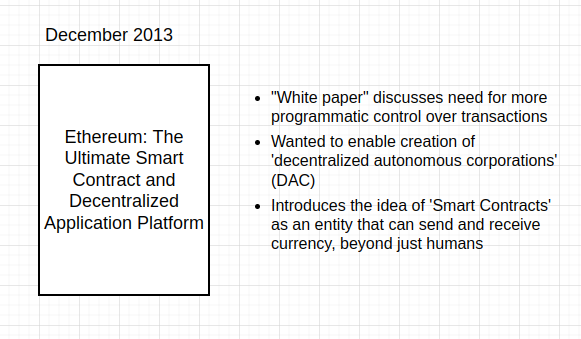 December 2013
Ethereum: The
Ultimate Smart
Contract and
Decentralized
Application Platform
"White paper" discusses need for more
programmatic control over transactions
Wanted to enable creation of
'decentralized autonomous corporations'
(DAC)
Introduces the idea of 'Smart Contracts'
as an entity that can send and receive
currency, beyond just humans